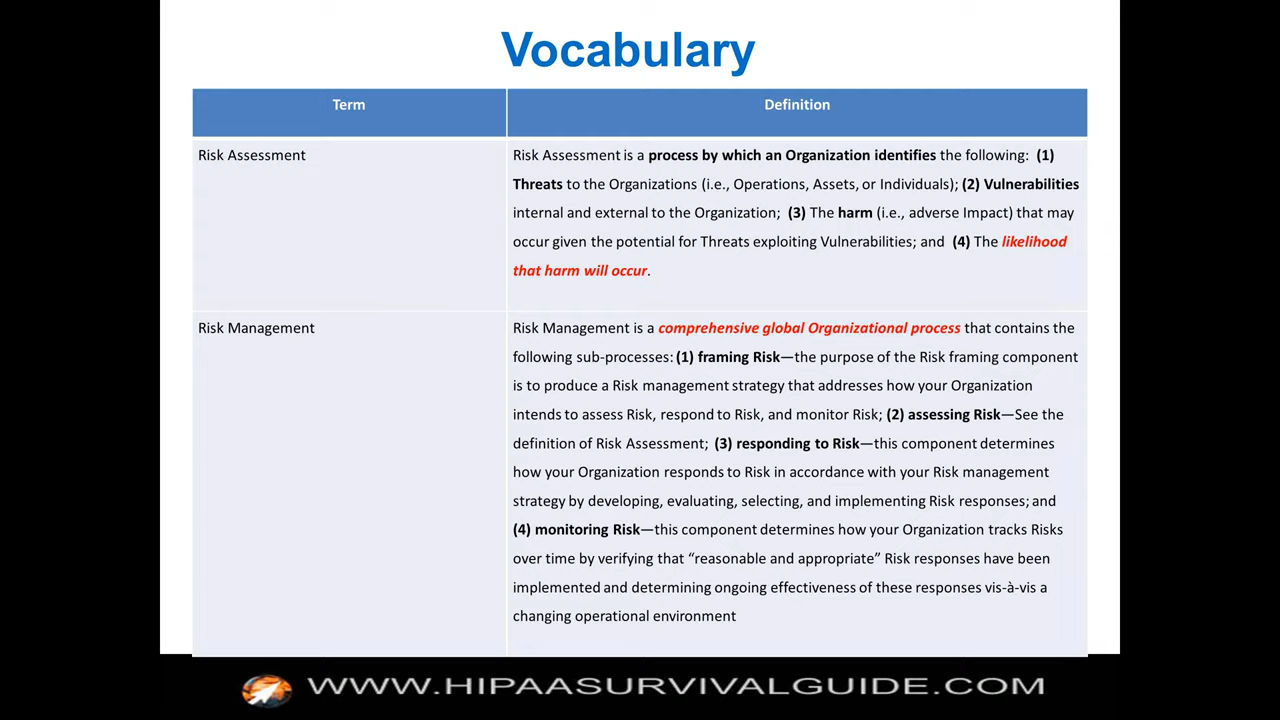 Vocabulary
Term
Definition
Risk Assessment
Risk Assessment is a process by which an Organization identifies the following: (1)
Threats to the Organizations (i.e., Operations, Assets, or Individuals); (2) Vulnerabilities
internal and external to the Organization; (3) The harm (i.e., adverse Impact) that may
occur given the potential for Threats exploiting Vulnerabilities; and (4) The likelihood
that harm will occur.
Risk Management
Risk Management is a comprehensive global Organizational process that contains the
following sub-processes: (1) framing Risk—the purpose of the Risk framing component
is to produce a Risk management strategy that addresses how your Organization
intends to assess Risk, respond to Risk, and monitor Risk; (2) assessing Risk—See the
definition of Risk Assessment; (3) responding to Risk—this component determines
how your Organization responds to Risk in accordance with your Risk management
strategy by developing, evaluating, selecting, and implementing Risk responses; and
(4) monitoring Risk—this component determines how your Organization tracks Risks
over time by verifying that “reasonable and appropriate” Risk responses have been
implemented and determining ongoing effectiveness of these responses vis-à-vis a
changing operational environment
WWW.HIPAASURVIVALGUIDE.COM